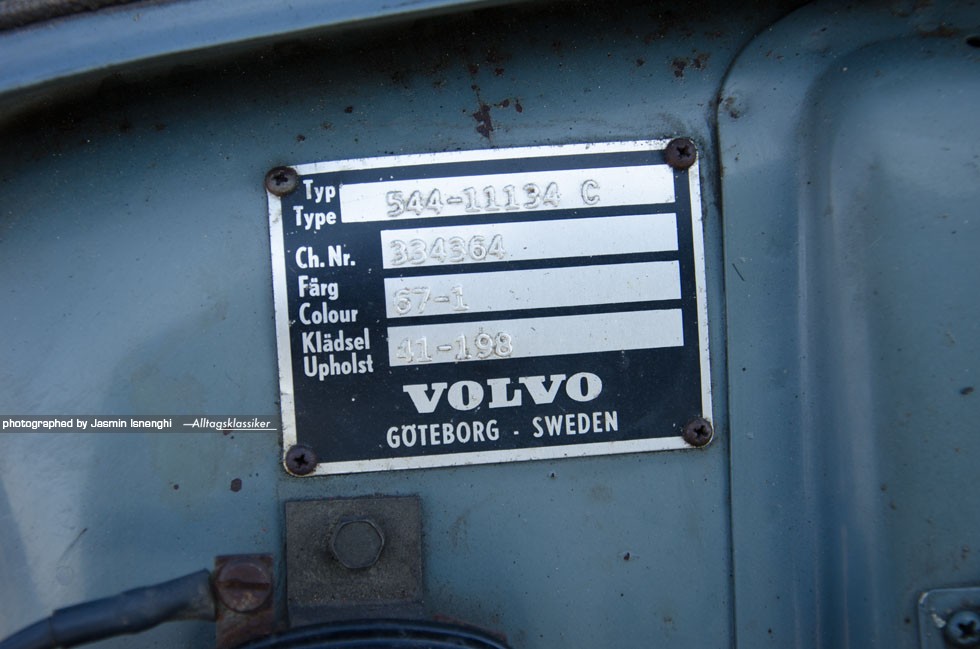 Typ
Type 544-11134 C
Ch. Nr. 334364
Färg
Colour 67-1
Klädsel
Upholst 41-198
VOLVO
GÖTEBORG - SWEDEN
photographed by Jasmin Ianenghi —Alltagsklassiker